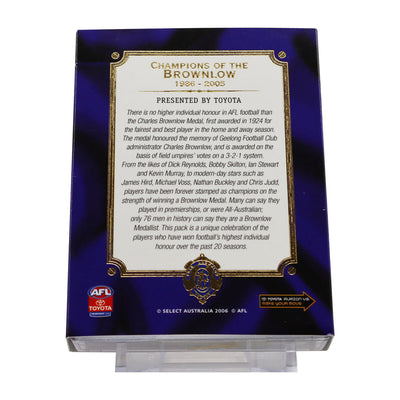 CHAMPIONS OF THE
BROWNLOW
1986 - 2005
PRESENTED BY TOYOTA
There is no higher individual honour in AFL football than
the Charles Brownlow Medal, first awarded in 1924 for
the fairest and best player in the home and away season.
The medal honoured the memory of Geelong Football Club
administrator Charles Brownlow, and is awarded on the
basis of field umpires' votes on a 3-2-1 system.
From the likes of Dick Reynolds, Bobby Skilton, Ian Stewart
and Kevin Murray, to modern-day stars such as
James Hird, Michael Voss, Nathan Buckley and Chris Judd,
players have been forever stamped as champions on the
strength of winning a Brownlow Medal. Many can say they
played in premierships, or were All-Australian;
only 76 men in history can say they are a Brownlow
Medallist. This pack is a unique celebration of the
players who have won football's highest individual
honour over the past 20 seasons.
AFL
TOYOTA
TOYOTA AURION V6
© SELECT AUSTRALIA 2006 © AFL